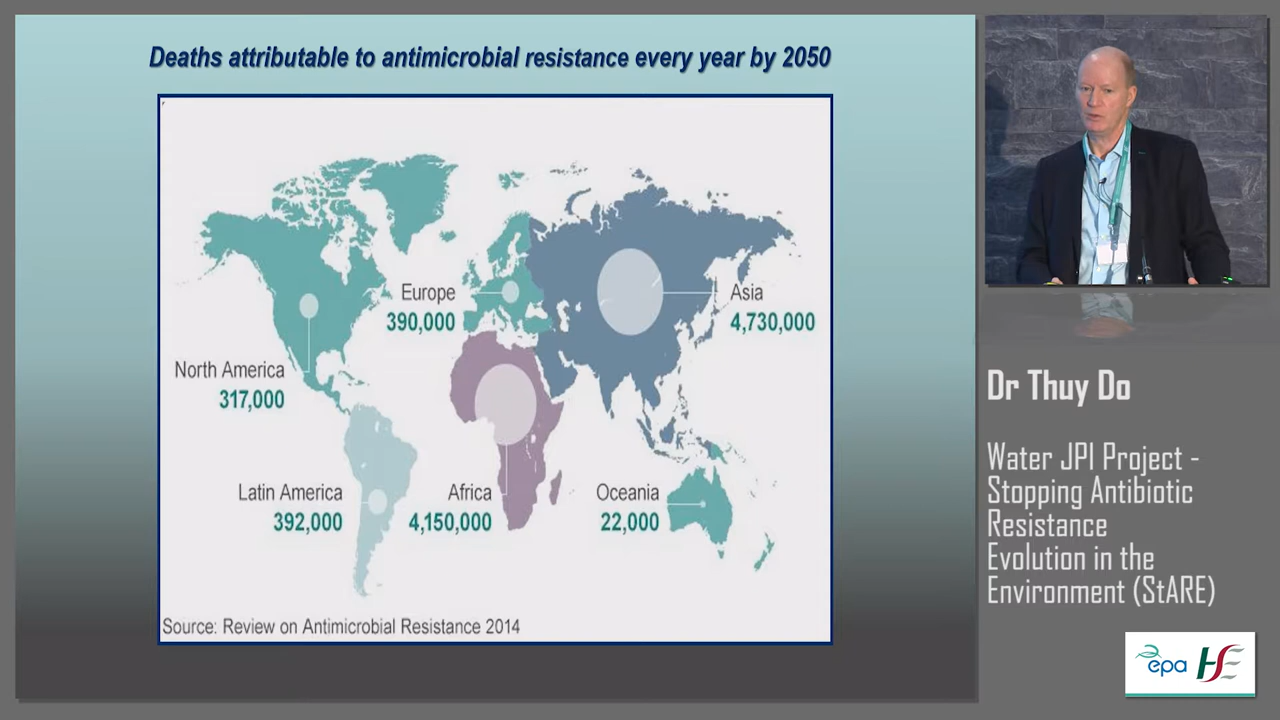 Deaths attributable to antimicrobial resistance every year by 2050
Europe
390,000
Asia
4,730,000
North America
317,000
Latin America
392,000
Africa
4,150,000
Oceania
22,000
Source: Review on Antimicrobial Resistance 2014
Dr Thuy Do
Water JPI Project -
Stopping Antibiotic
Resistance
Evolution in the
Environment (StARE)
epa
HSE